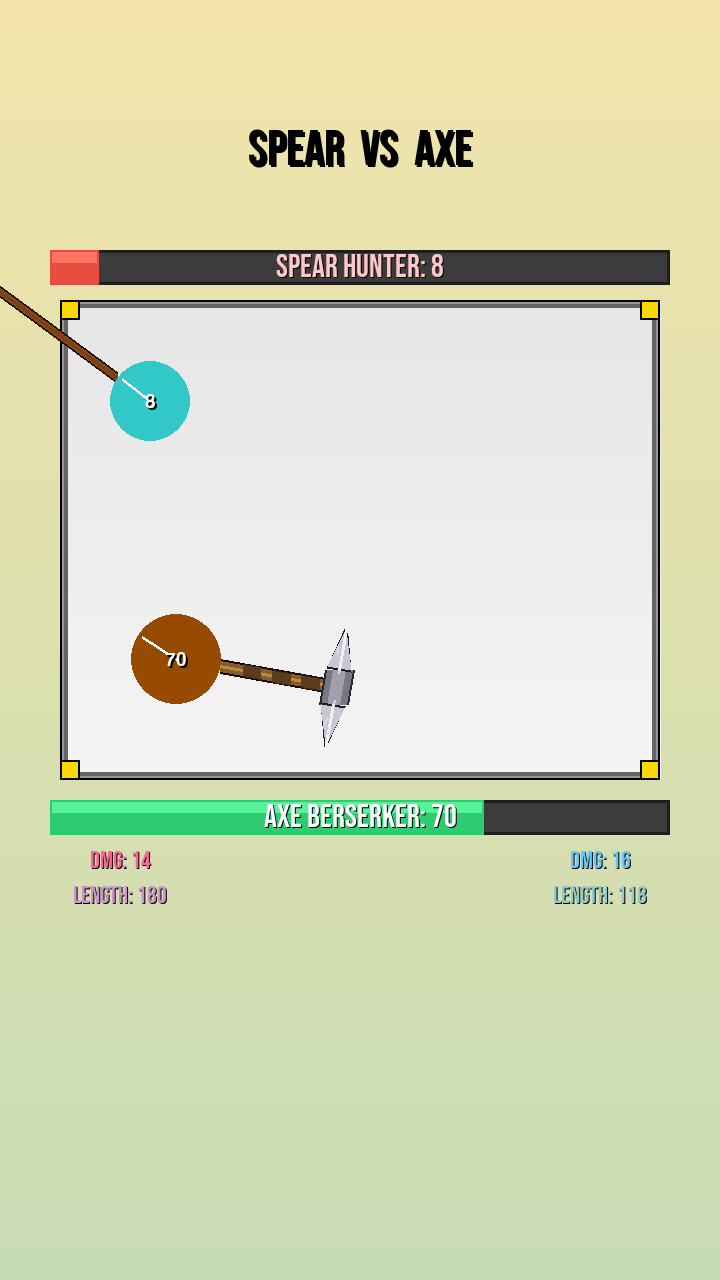 SPEAR VS AXE
SPEAR HUNTER: 8
8
70
AXE BERSERKER: 70
DMG: 14
DMG: 16
LENGTH: 180
LENGTH: 118